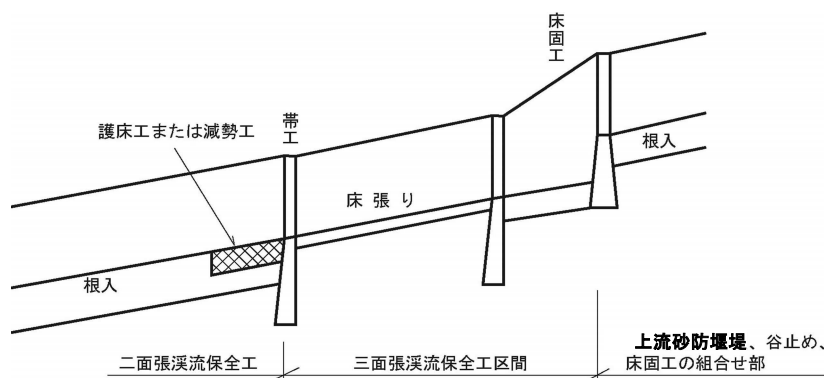 床固工
帯工
護床工または減勢工
根入
床 張 り
根入
上流砂防堰堤、谷止め、
二面張渓流保全工
三面張渓流保全工区間
床固工の組合せ部